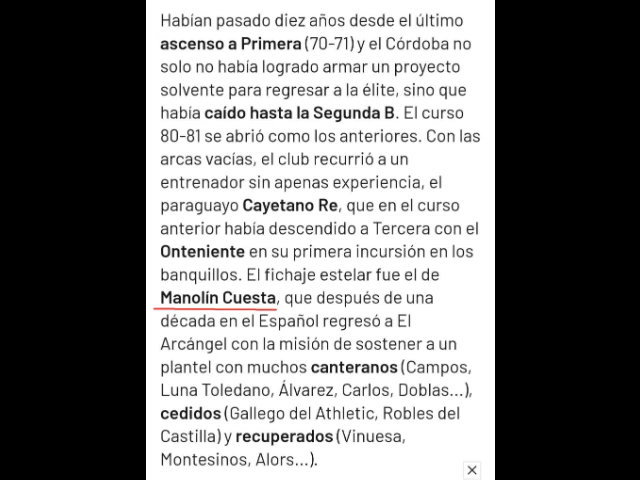 Habían pasado diez años desde el último
ascenso a Primera (70-71) y el Córdoba no
solo no había logrado armar un proyecto
solvente para regresar a la élite, sino que
había caído hasta la Segunda B. El curso
80-81 se abrió como los anteriores. Con las
arcas vacías, el club recurrió a un
entrenador sin apenas experiencia, el
paraguayo Cayetano Re, que en el curso
anterior había descendido a Tercera con el
Onteniente en su primera incursión en los
banquillos. El fichaje estelar fue el de
Manolín Cuesta, que después de una
década en el Español regresó a El
Arcángel con la misión de sostener a un
plantel con muchos canteranos (Campos,
Luna Toledano, Álvarez, Carlos, Doblas...),
cedidos (Gallego del Athletic, Robles del
Castilla) y recuperados (Vinuesa,
Montesinos, Alors...).